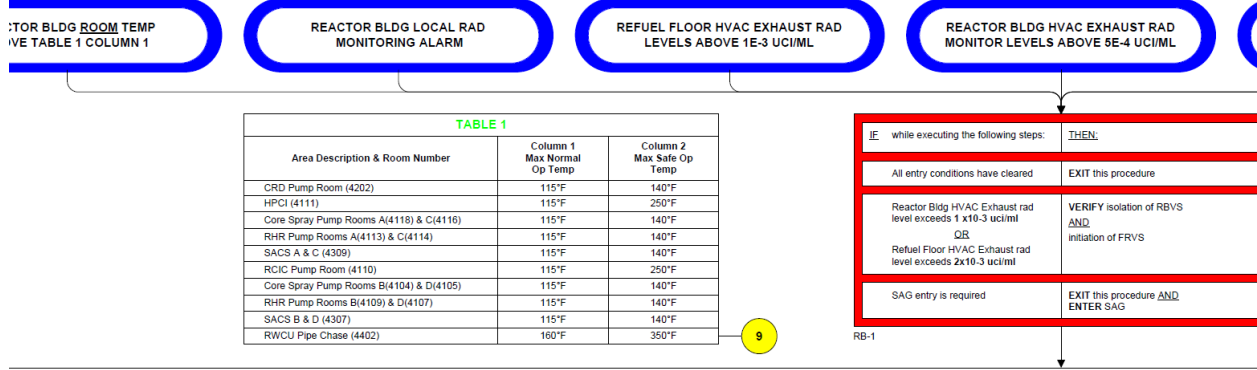 BLDG ROOM TEMP
TABLE 1 COLUMN 1
REACTOR BLDG LOCAL RAD
MONITORING ALARM
REFUEL FLOOR HVAC EXHAUST RAD
LEVELS ABOVE 1E-3 UCI/ML
REACTOR BLDG HVAC EXHAUST RAD
MONITOR LEVELS ABOVE 5E-4 UCI/ML
TABLE 1
Area Description & Room Number
Column 1
Max Normal
Op Temp
Column 2
Max Safe Op
Temp
CRD Pump Room (4202) 115°F 140°F
HPCI (4111) 115°F 250°F
Core Spray Pump Rooms A(4118) & C(4116) 115°F 140°F
RHR Pump Rooms A(4113) & C(4114) 115°F 140°F
SACS A & C (4309) 115°F 140°F
RCIC Pump Room (4110) 115°F 250°F
Core Spray Pump Rooms B(4104) & D(4105) 115°F 140°F
RHR Pump Rooms B(4109) & D(4107) 115°F 140°F
SACS B & D (4307) 115°F 140°F
RWCU Pipe Chase (4402) 160°F 350°F
9
IF while executing the following steps: THEN:
All entry conditions have cleared EXIT this procedure
Reactor Bldg HVAC Exhaust rad
level exceeds 1 x10-3 uci/ml
OR
Refuel Floor HVAC Exhaust rad
level exceeds 2x10-3 uci/ml
VERIFY isolation of RBVS
AND
initiation of FRVS
SAG entry is required
EXIT this procedure AND
ENTER SAG
RB-1